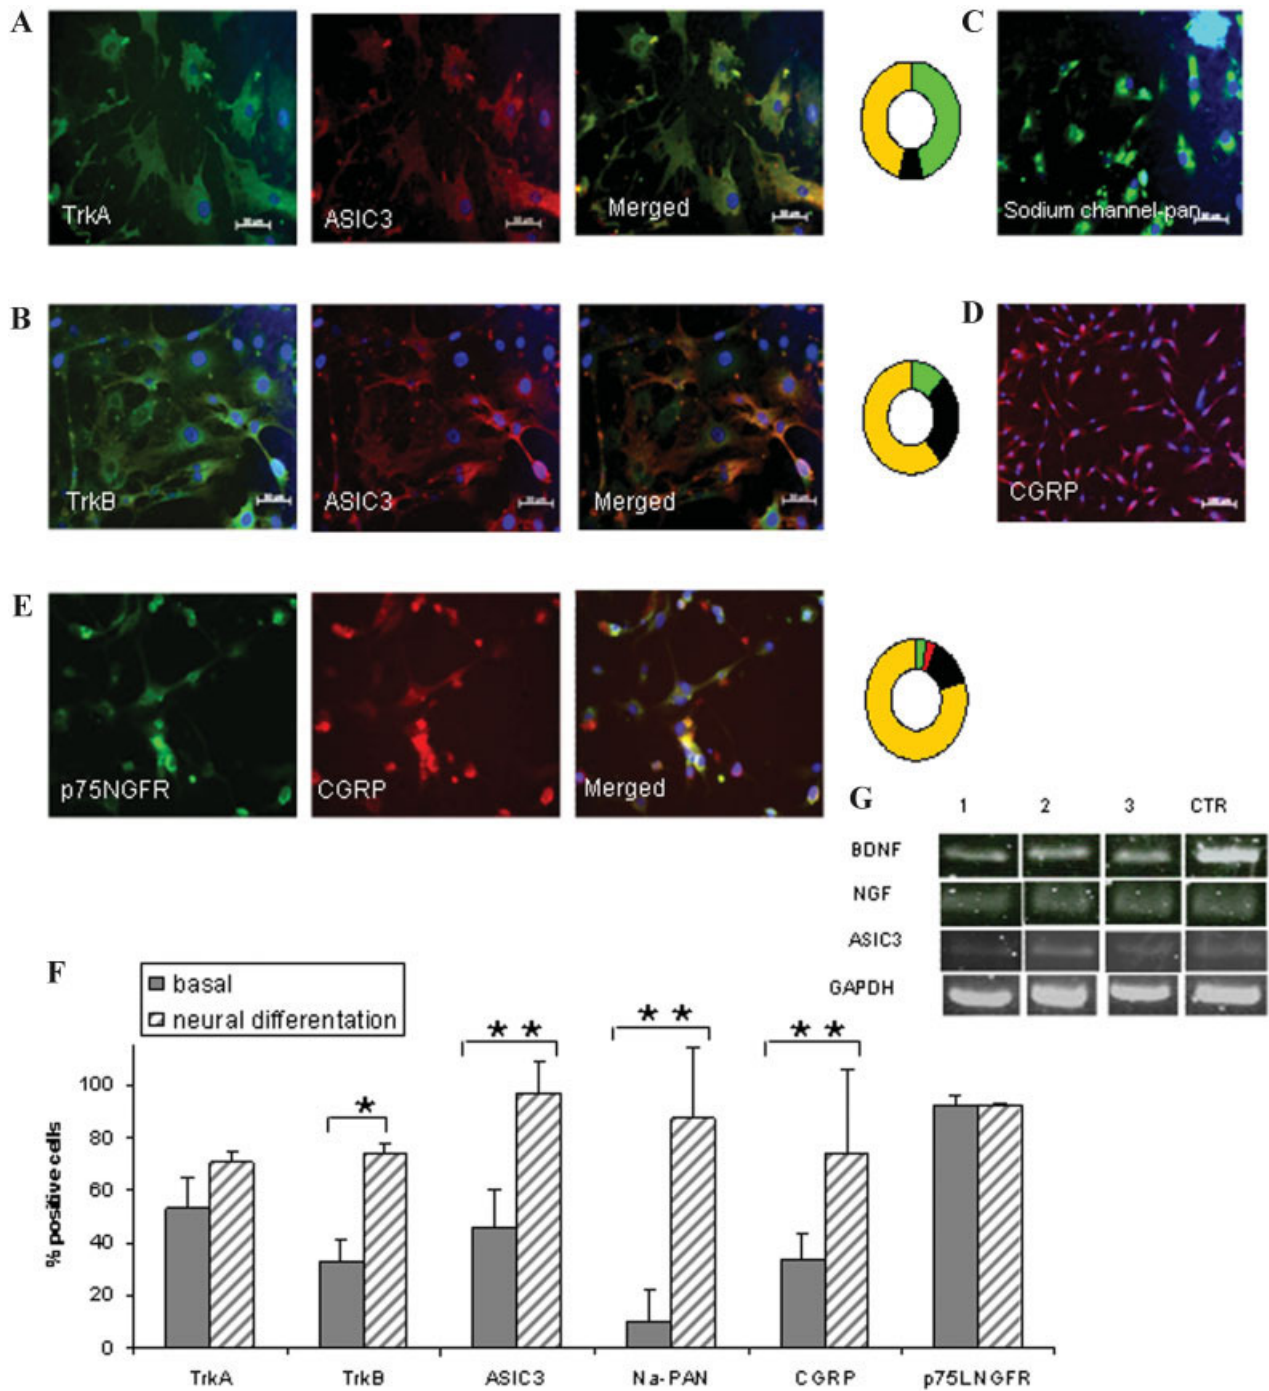 A
TrkA
ASIC3
Merged
C
Sodium channel-pan
B
TrkB
ASIC3
Merged
D
CGRP
E
p75NGFR
CGRP
Merged
G
1 2 3 CTR
BDNF
NGF
ASIC3
GAPDH
F
basal
neural differentation
* *
* *
* *
*
% positive cells
100
80
60
40
20
0
TrkA TrkB ASIC3 Na-PAN CGRP p75LNGFR